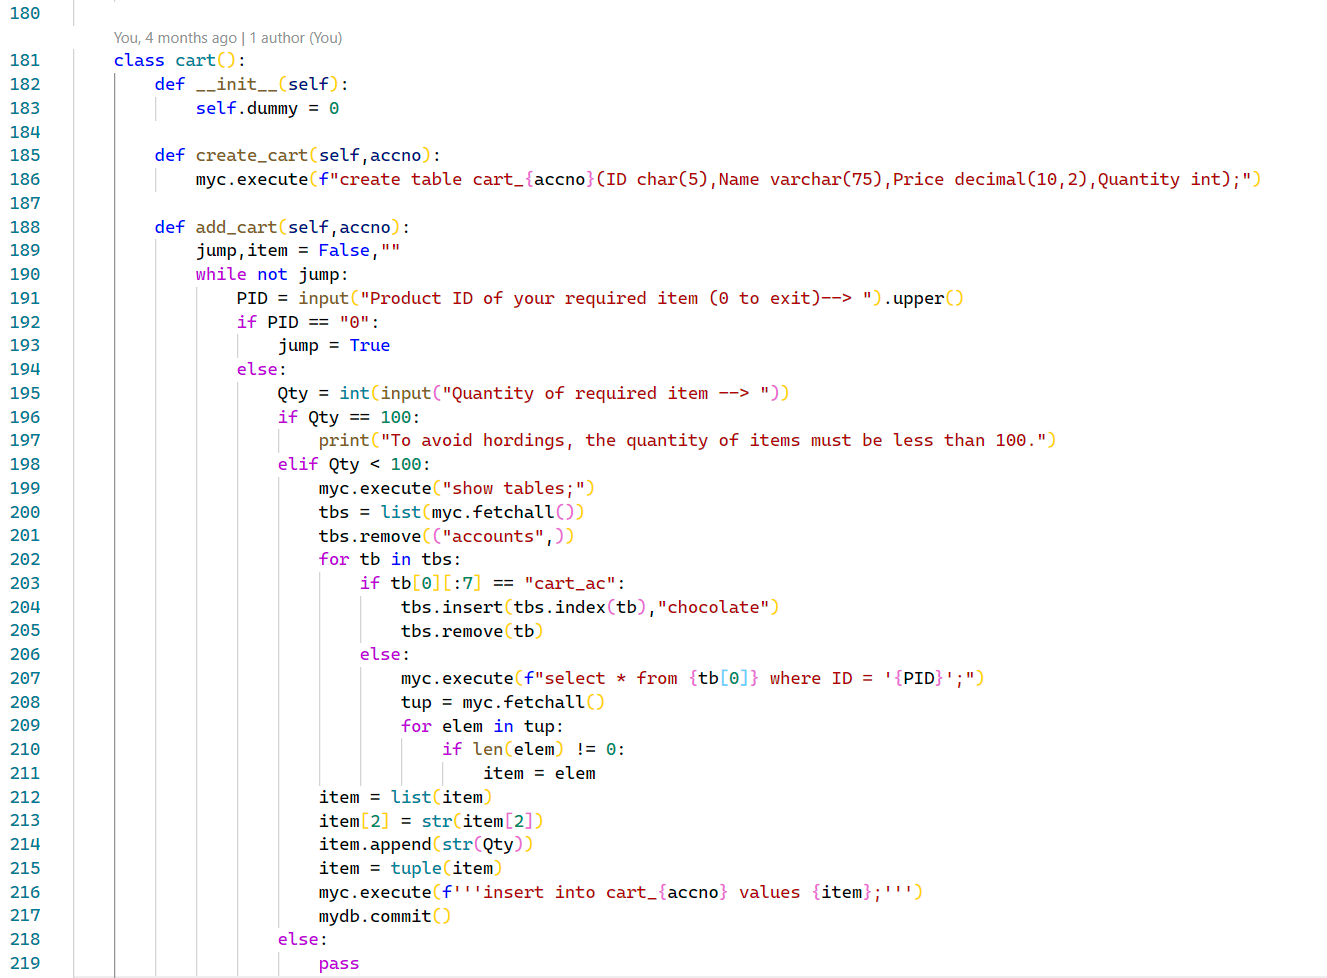 180
You, 4 months ago | 1 author (You)
181 class cart():
182     def __init__(self):
183         self.dummy = 0
184
185     def create_cart(self,accno):
186         myc.execute(f"create table cart_{accno}(ID char(5),Name varchar(75),Price decimal(10,2),Quantity int);")
187
188     def add_cart(self,accno):
189         jump,item = False,""
190         while not jump:
191             PID = input("Product ID of your required item (0 to exit)--> ").upper()
192             if PID == "0":
193                 jump = True
194             else:
195                 Qty = int(input("Quantity of required item --> "))
196                 if Qty == 100:
197                     print("To avoid hordings, the quantity of items must be less than 100.")
198                 elif Qty < 100:
199                     myc.execute("show tables;")
200                     tbs = list(myc.fetchall())
201                     tbs.remove(("accounts",))
202                     for tb in tbs:
203                         if tb[0][:7] == "cart_ac":
204                             tbs.insert(tbs.index(tb),"chocolate")
205                             tbs.remove(tb)
206                         else:
207                             myc.execute(f"select * from {tb[0]} where ID = '{PID}';")
208                             tup = myc.fetchall()
209                             for elem in tup:
210                                 if len(elem) != 0:
211                                     item = elem
212                     item = list(item)
213                     item[2] = str(item[2])
214                     item.append(str(Qty))
215                     item = tuple(item)
216                     myc.execute(f'''insert into cart_{accno} values {item};''')
217                     mydb.commit()
218                 else:
219                     pass